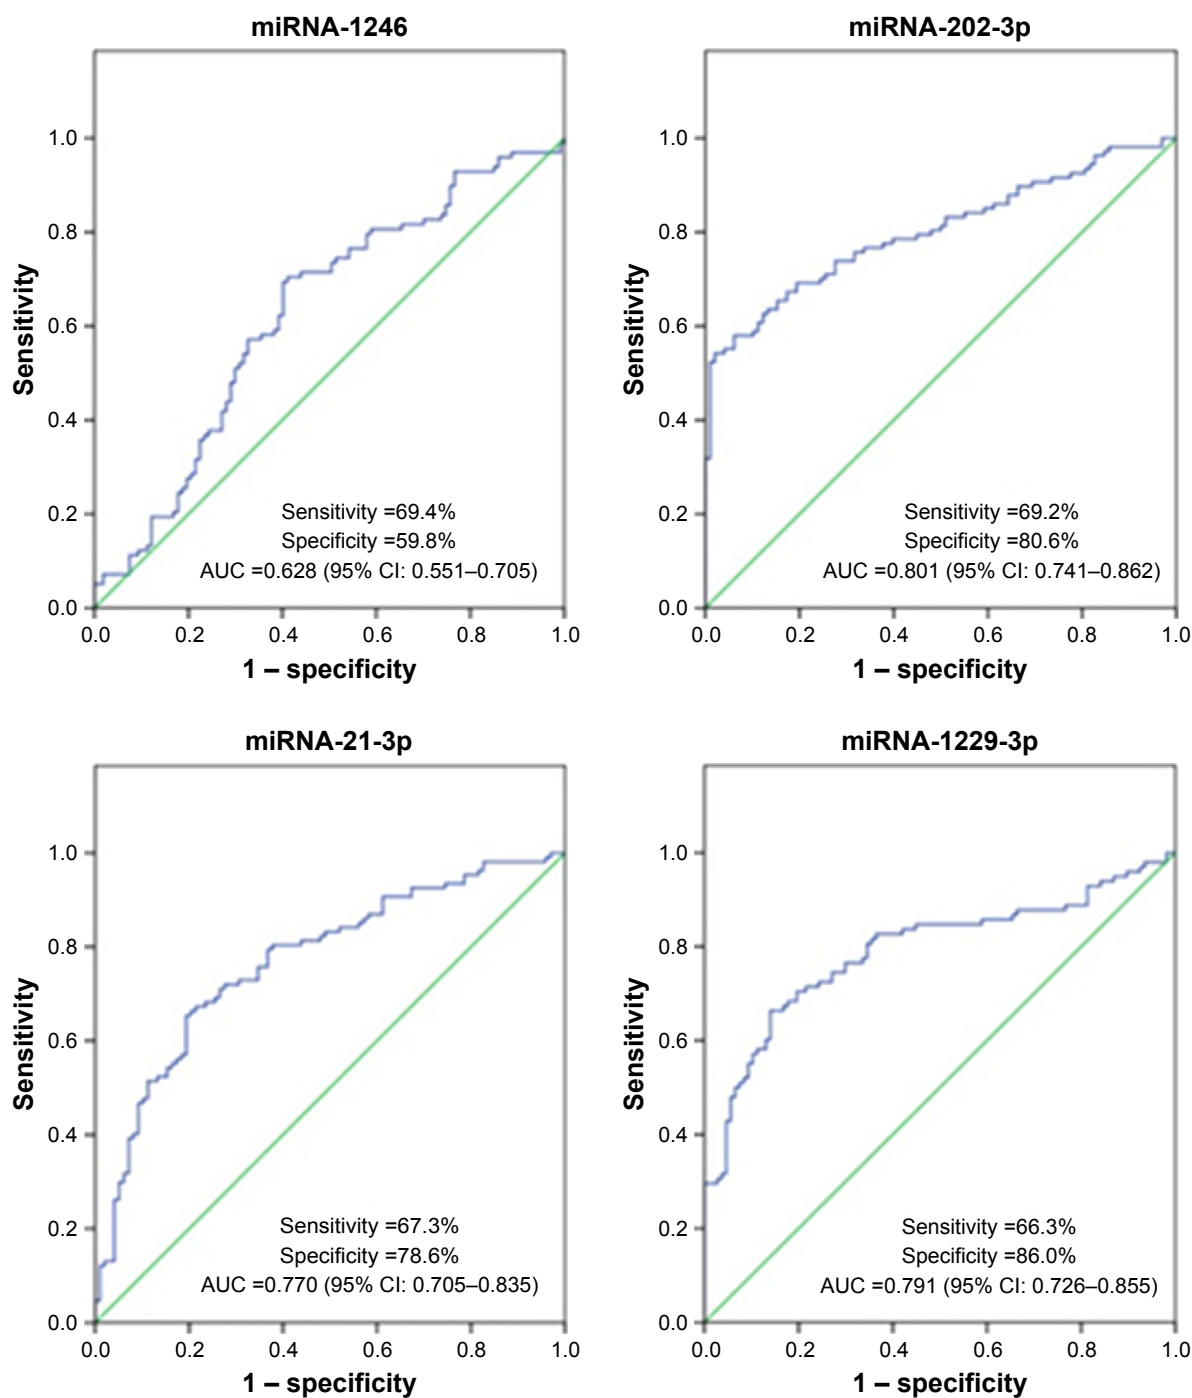 miRNA-1246
Sensitivity
1.0
0.8
0.6
0.4
0.2
0.0
Sensitivity =69.4%
Specificity =59.8%
AUC =0.628 (95% CI: 0.551–0.705)
0.0 0.2 0.4 0.6 0.8 1.0
1 – specificity
miRNA-202-3p
Sensitivity
1.0
0.8
0.6
0.4
0.2
0.0
Sensitivity =69.2%
Specificity =80.6%
AUC =0.801 (95% CI: 0.741–0.862)
0.0 0.2 0.4 0.6 0.8 1.0
1 – specificity
miRNA-21-3p
Sensitivity
1.0
0.8
0.6
0.4
0.2
0.0
Sensitivity =67.3%
Specificity =78.6%
AUC =0.770 (95% CI: 0.705–0.835)
0.0 0.2 0.4 0.6 0.8 1.0
1 – specificity
miRNA-1229-3p
Sensitivity
1.0
0.8
0.6
0.4
0.2
0.0
Sensitivity =66.3%
Specificity =86.0%
AUC =0.791 (95% CI: 0.726–0.855)
0.0 0.2 0.4 0.6 0.8 1.0
1 – specificity